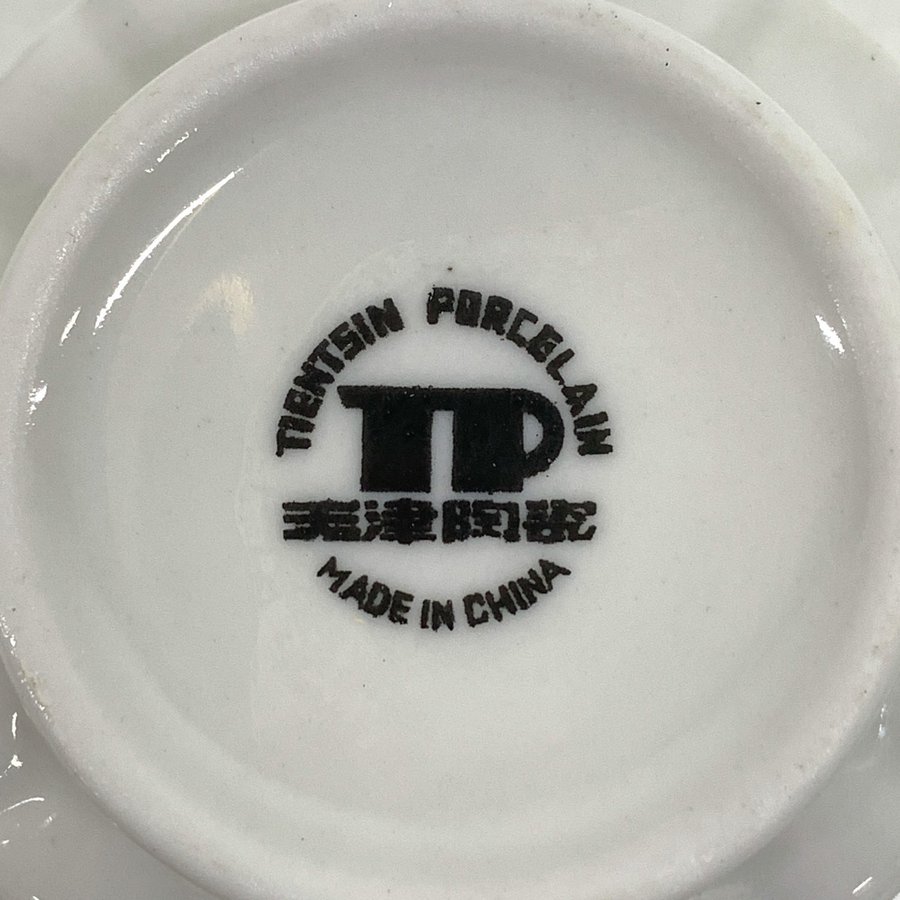 TIENTSIN PORCELAIN
TP
天津陶瓷
MADE IN CHINA